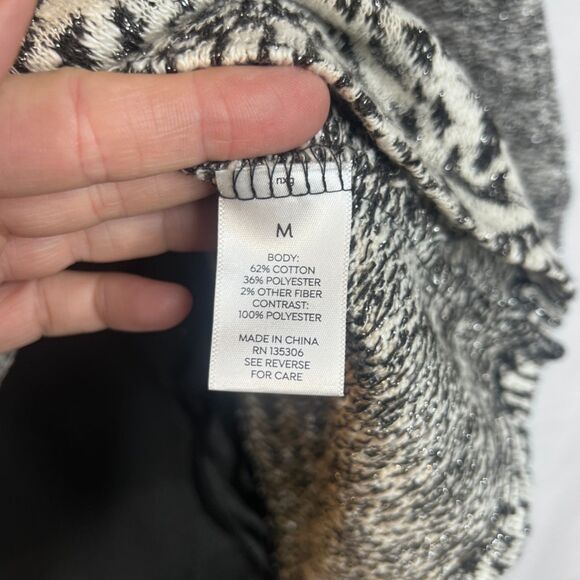 M
BODY:
62% COTTON
36% POLYESTER
2% OTHER FIBER
CONTRAST:
100% POLYESTER
MADE IN CHINA
RN 135306
SEE REVERSE
FOR CARE